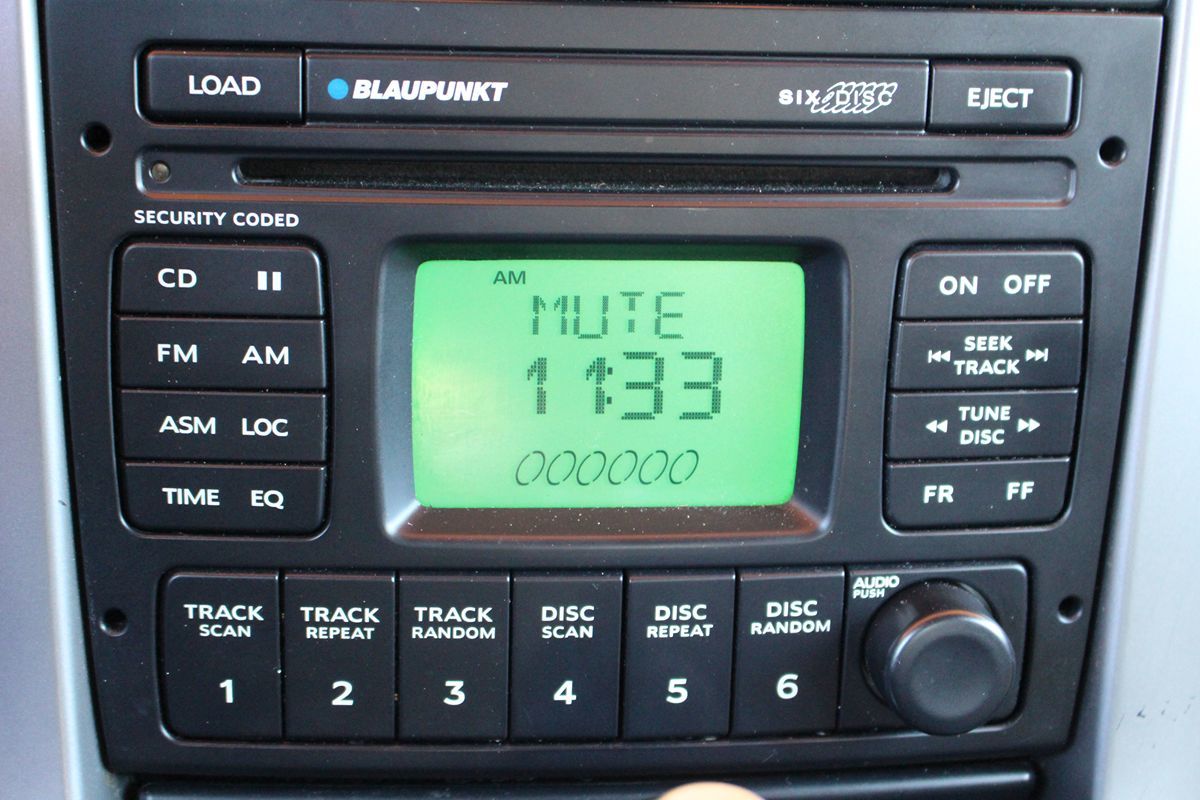 LOAD BLAUPUNKT SIX DISC EJECT
SECURITY CODED
CD
FM AM
ASM LOC
TIME EQ
AM
MUTE
11:33
ON OFF
SEEK
TRACK
TUNE
DISC
FR FF
TRACK
SCAN
1
TRACK
REPEAT
2
TRACK
RANDOM
3
DISC
SCAN
4
DISC
REPEAT
5
DISC
RANDOM
6
AUDIO
PUSH